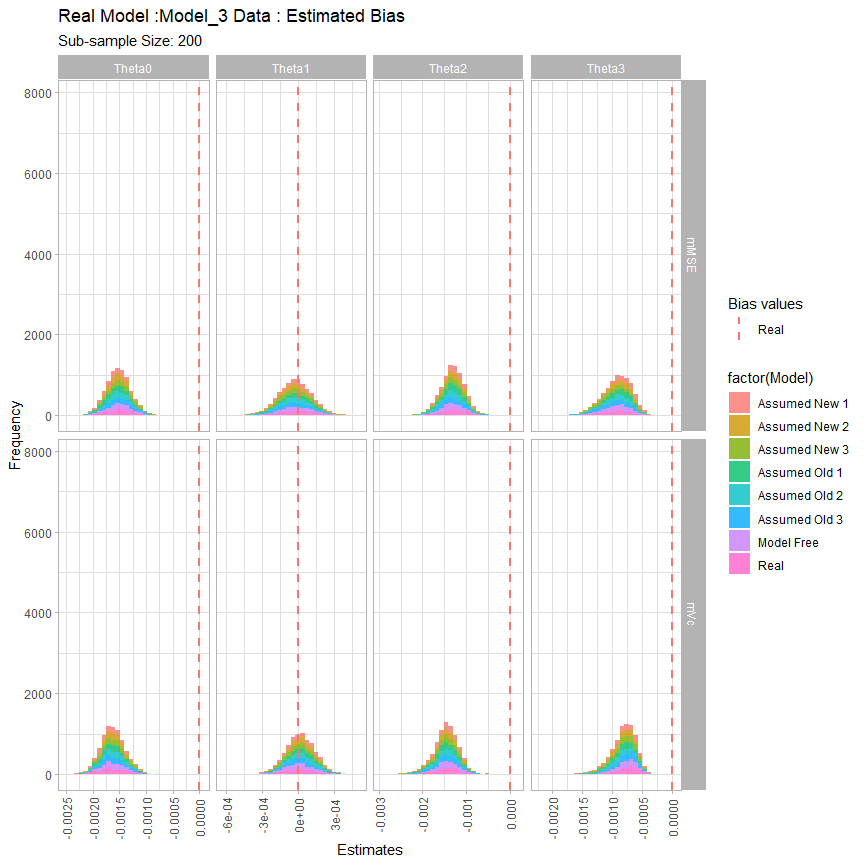 Real Model :Model_3 Data : Estimated Bias
Sub-sample Size: 200
Theta0
Theta1
Theta2
Theta3
8000
6000
4000
2000
0
mMSE
8000
6000
4000
2000
0
mVc
Frequency
-0.0025
-0.0020
-0.0015
-0.0010
-0.0005
0.0000
-6e-04
-3e-04
0e+00
3e-04
-0.003
-0.002
-0.001
0.000
-0.0020
-0.0015
-0.0010
-0.0005
0.0000
Estimates
Bias values
Real
factor(Model)
Assumed New 1
Assumed New 2
Assumed New 3
Assumed Old 1
Assumed Old 2
Assumed Old 3
Model Free
Real